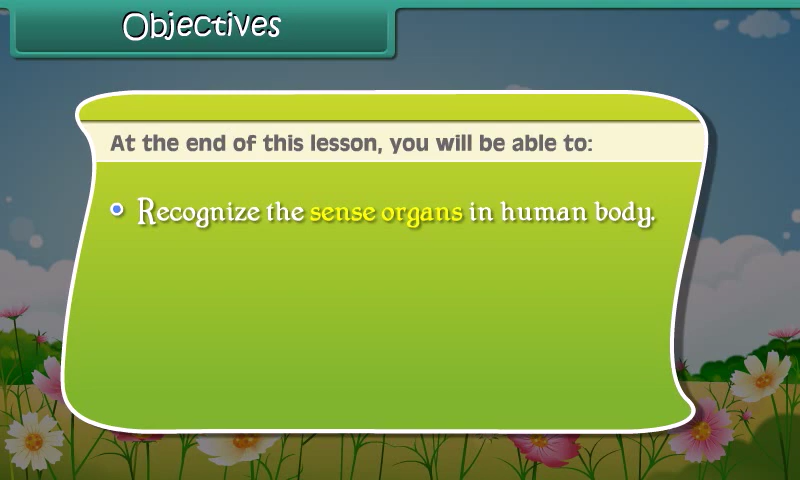 Objectives
At the end of this lesson, you will be able to:
Recognize the sense organs in human body.